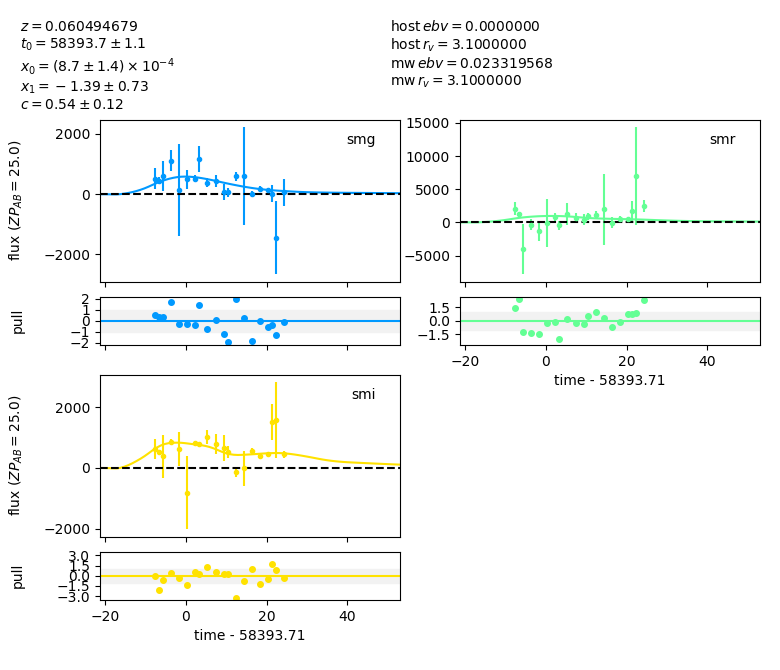 z = 0.060494679
t₀ = 58393.7 ± 1.1
x₀ = (8.7 ± 1.4) × 10⁻⁴
x₁ = −1.39 ± 0.73
c = 0.54 ± 0.12
host ebv = 0.0000000
host r_v = 3.1000000
mw ebv = 0.023319568
mw r_v = 3.1000000
flux (ZP_AB = 25.0)
2000
0
−2000
smg
15000
10000
5000
0
−5000
smr
pull
2
1
0
−1
−2
1.5
0.0
−1.5
−20
0
20
40
time - 58393.71
flux (ZP_AB = 25.0)
2000
0
−2000
smi
pull
3.0
1.5
0.0
−1.5
−3.0
−20
0
20
40
time - 58393.71